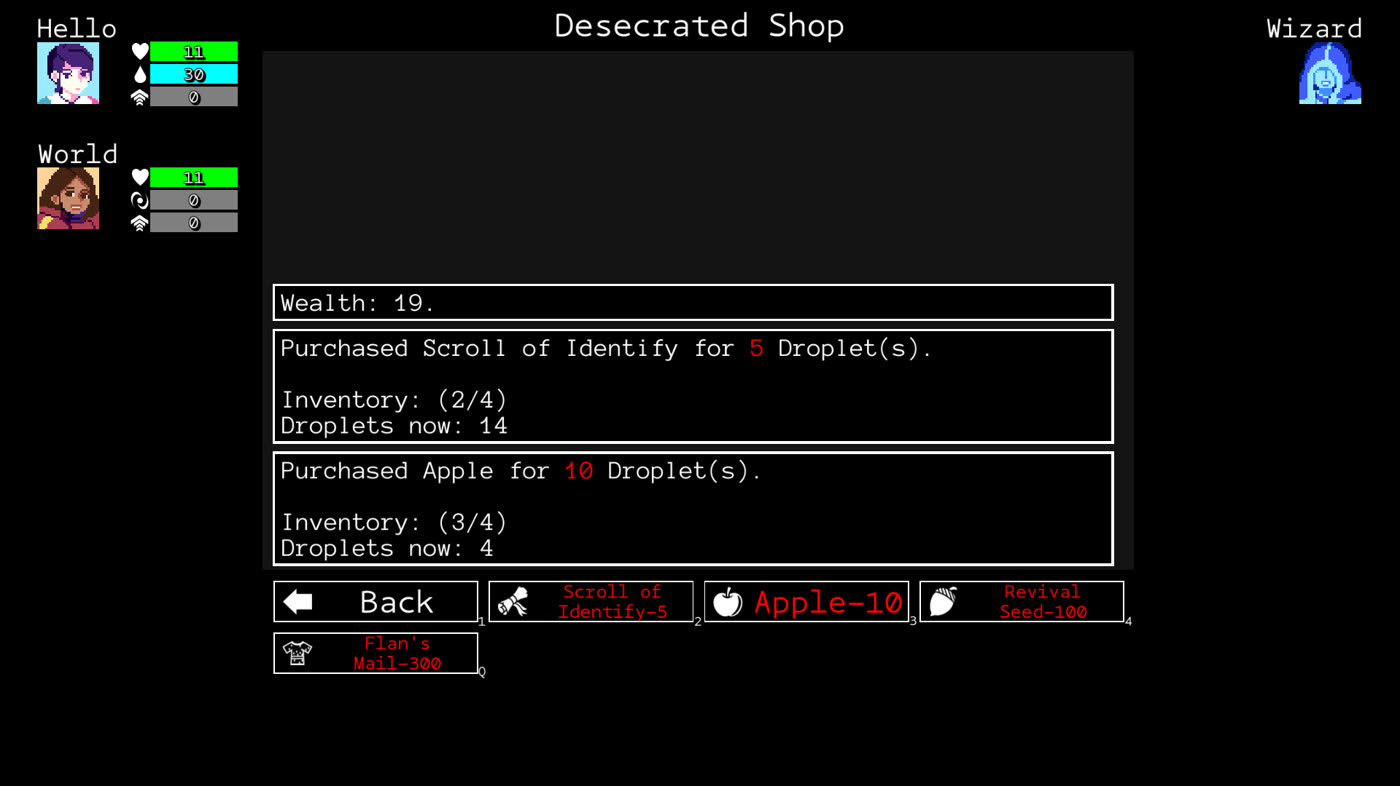 Desecrated Shop
Hello
11
30
0
World
11
0
0
Wizard
Wealth: 19.
Purchased Scroll of Identify for 5 Droplet(s).
Inventory: (2/4)
Droplets now: 14
Purchased Apple for 10 Droplet(s).
Inventory: (3/4)
Droplets now: 4
Back
1
Scroll of
Identify-5
2
Apple-10
3
Revival
Seed-100
4
Flan's
Mail-300
Q